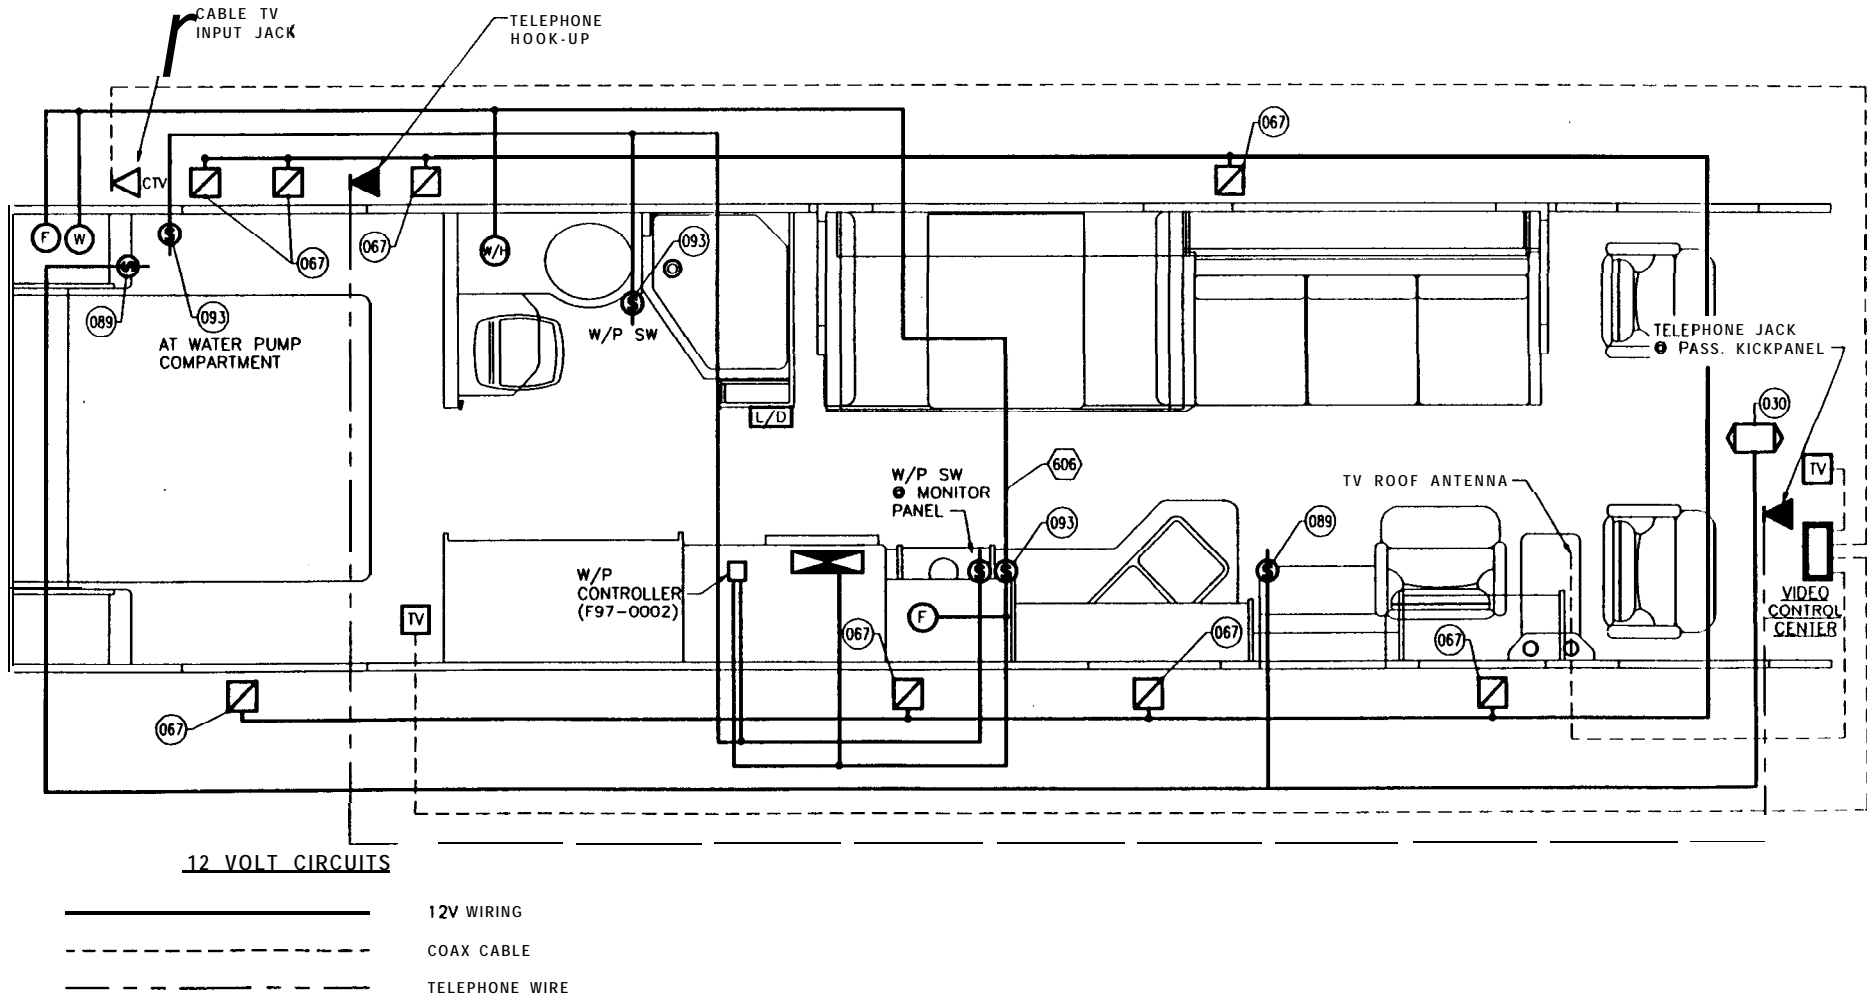 CABLE TV
INPUT JACK
TELEPHONE
HOOK-UP
067
CTV
F
W
S
067
067
W/H
093
S
089
093
S
S
AT WATER PUMP
COMPARTMENT
W/P SW
TELEPHONE JACK
@ PASS. KICKPANEL
L/D
030
W/P SW
@ MONITOR
PANEL
606
TV ROOF ANTENNA
TV
093
089
W/P
CONTROLLER
(F97-0002)
S
S
S
VIDEO
CONTROL
CENTER
TV
F
067
067
067
067
12 VOLT CIRCUITS
12V WIRING
COAX CABLE
TELEPHONE WIRE